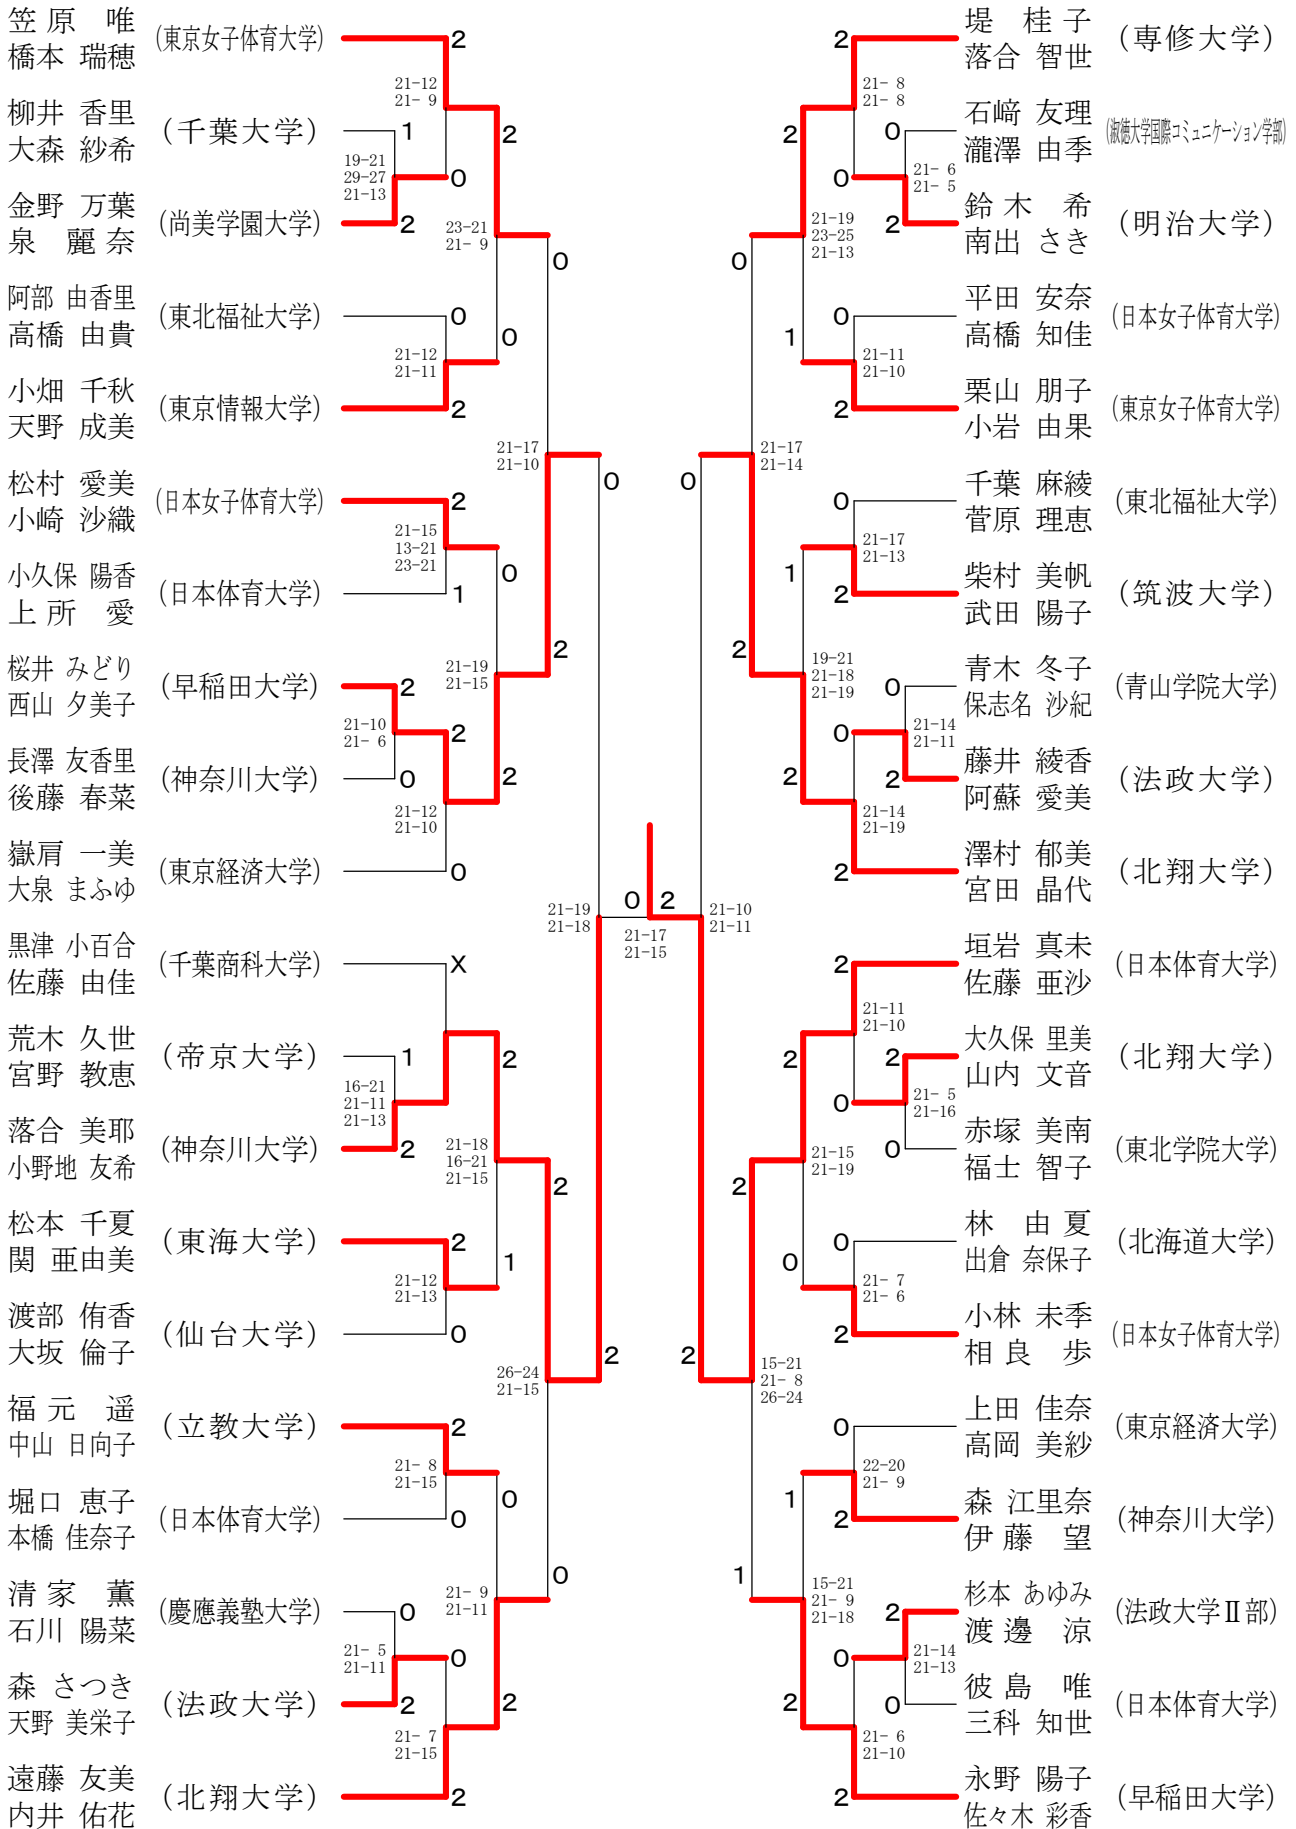 笠原 唯
橋本 瑞穂
(東京女子体育大学)
2
21-12
21- 9
柳井 香里
大森 紗希
(千葉大学)
1
2
19-21
29-27
21-13
0
金野 万葉
泉 麗奈
(尚美学園大学)
2
23-21
21- 9
0
阿部 由香里
高橋 由貴
(東北福祉大学)
0
0
21-12
21-11
小畑 千秋
天野 成美
(東京情報大学)
2
21-17
21-10
0
松村 愛美
小崎 沙織
(日本女子体育大学)
2
21-15
13-21
23-21
0
小久保 陽香
上所 愛
(日本体育大学)
1
21-19
21-15
2
桜井 みどり
西山 夕美子
(早稲田大学)
2
21-10
21- 6
2
長澤 友香里
後藤 春菜
(神奈川大学)
0
2
21-12
21-10
嶽肩 一美
大泉 まふゆ
(東京経済大学)
0
21-19
21-18
0
2
21-17
21-15
黒津 小百合
佐藤 由佳
(千葉商科大学)
X
荒木 久世
宮野 教恵
(帝京大学)
1
2
16-21
21-11
21-13
落合 美耶
小野地 友希
(神奈川大学)
2
21-18
16-21
21-15
2
松本 千夏
関 亜由美
(東海大学)
2
1
21-12
21-13
渡部 侑香
大坂 倫子
(仙台大学)
0
2
26-24
21-15
福元 遥
中山 日向子
(立教大学)
2
21- 8
21-15
0
堀口 恵子
本橋 佳奈子
(日本体育大学)
0
0
21- 9
21-11
清家 薫
石川 陽菜
(慶應義塾大学)
0
21- 5
21-11
0
森 さつき
天野 美栄子
(法政大学)
2
2
21- 7
21-15
遠藤 友美
内井 佑花
(北翔大学)
2
堤 桂子
落合 智世
(専修大学)
2
21- 8
21- 8
石﨑 友理
瀧澤 由季
(淑徳大学国際コミュニケーション学部)
0
2
21- 6
21- 5
0
鈴木 希
南出 さき
(明治大学)
2
21-19
23-25
21-13
0
平田 安奈
高橋 知佳
(日本女子体育大学)
0
1
21-11
21-10
栗山 朋子
小岩 由果
(東京女子体育大学)
2
21-17
21-14
0
千葉 麻綾
菅原 理恵
(東北福祉大学)
0
21-17
21-13
1
柴村 美帆
武田 陽子
(筑波大学)
2
19-21
21-18
21-19
2
青木 冬子
保志名 沙紀
(青山学院大学)
0
21-14
21-11
0
藤井 綾香
阿蘇 愛美
(法政大学)
2
2
21-14
21-19
澤村 郁美
宮田 晶代
(北翔大学)
2
21-10
21-11
垣岩 真未
佐藤 亜沙
(日本体育大学)
2
21-11
21-10
大久保 里美
山内 文音
(北翔大学)
2
2
21- 5
21-16
0
赤塚 美南
福士 智子
(東北学院大学)
0
21-15
21-19
2
林 由夏
出倉 奈保子
(北海道大学)
0
0
21- 7
21- 6
小林 未季
相良 歩
(日本女子体育大学)
2
2
15-21
21- 8
26-24
上田 佳奈
高岡 美紗
(東京経済大学)
0
22-20
21- 9
1
森 江里奈
伊藤 望
(神奈川大学)
2
1
15-21
21- 9
21-18
杉本 あゆみ
渡邊 涼
(法政大学Ⅱ部)
2
21-14
21-13
0
彼島 唯
三科 知世
(日本体育大学)
0
2
21- 6
21-10
永野 陽子
佐々木 彩香
(早稲田大学)
2